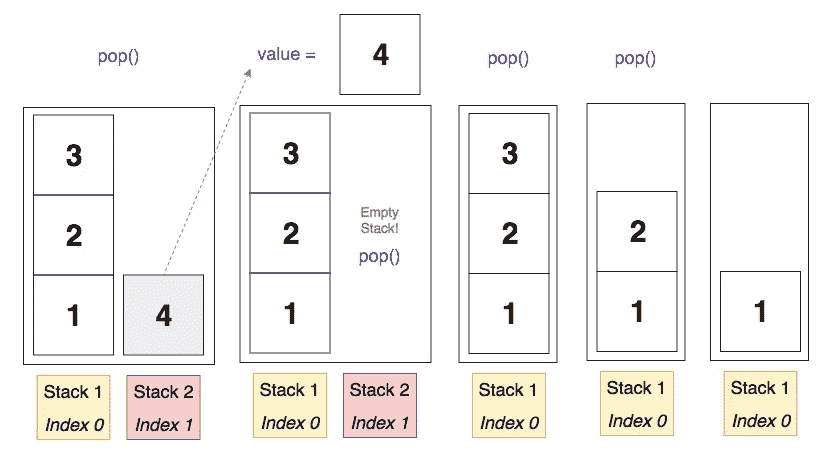 pop()
value =
4
pop()
pop()
3
2
1
4
3
2
1
Empty
Stack!
pop()
3
2
1
2
1
1
Stack 1
Index 0
Stack 2
Index 1
Stack 1
Index 0
Stack 2
Index 1
Stack 1
Index 0
Stack 1
Index 0
Stack 1
Index 0